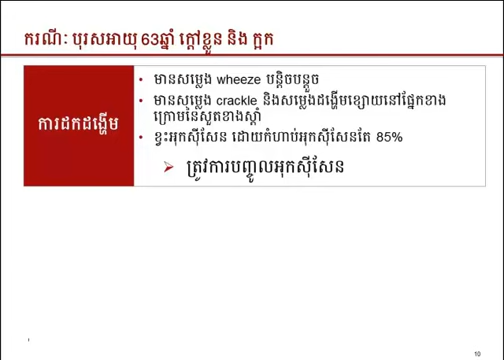 ករណីៈ បុរសអាយុ 63ឆ្នាំ ក្តៅខ្លួន និង ក្អក
ការដកដង្ហើម
• មានសម្លេង wheeze បន្តិចបន្តួច
• មានសម្លេង crackle និងសម្លេងដង្ហើមខ្សោយនៅផ្នែកខាង
ក្រោមនៃសួតខាងស្តាំ
• ខ្វះអុកស៊ីសែន ដោយកំហាប់អុកស៊ីសែនតែ 85%
➢ ត្រូវការបញ្ចូលអុកស៊ីសែន
10